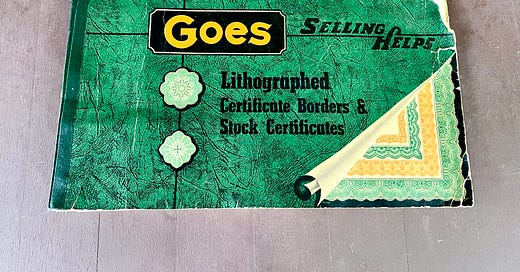 Goes
Selling Helps
Lithographed
Certificate Borders &
Stock Certificates